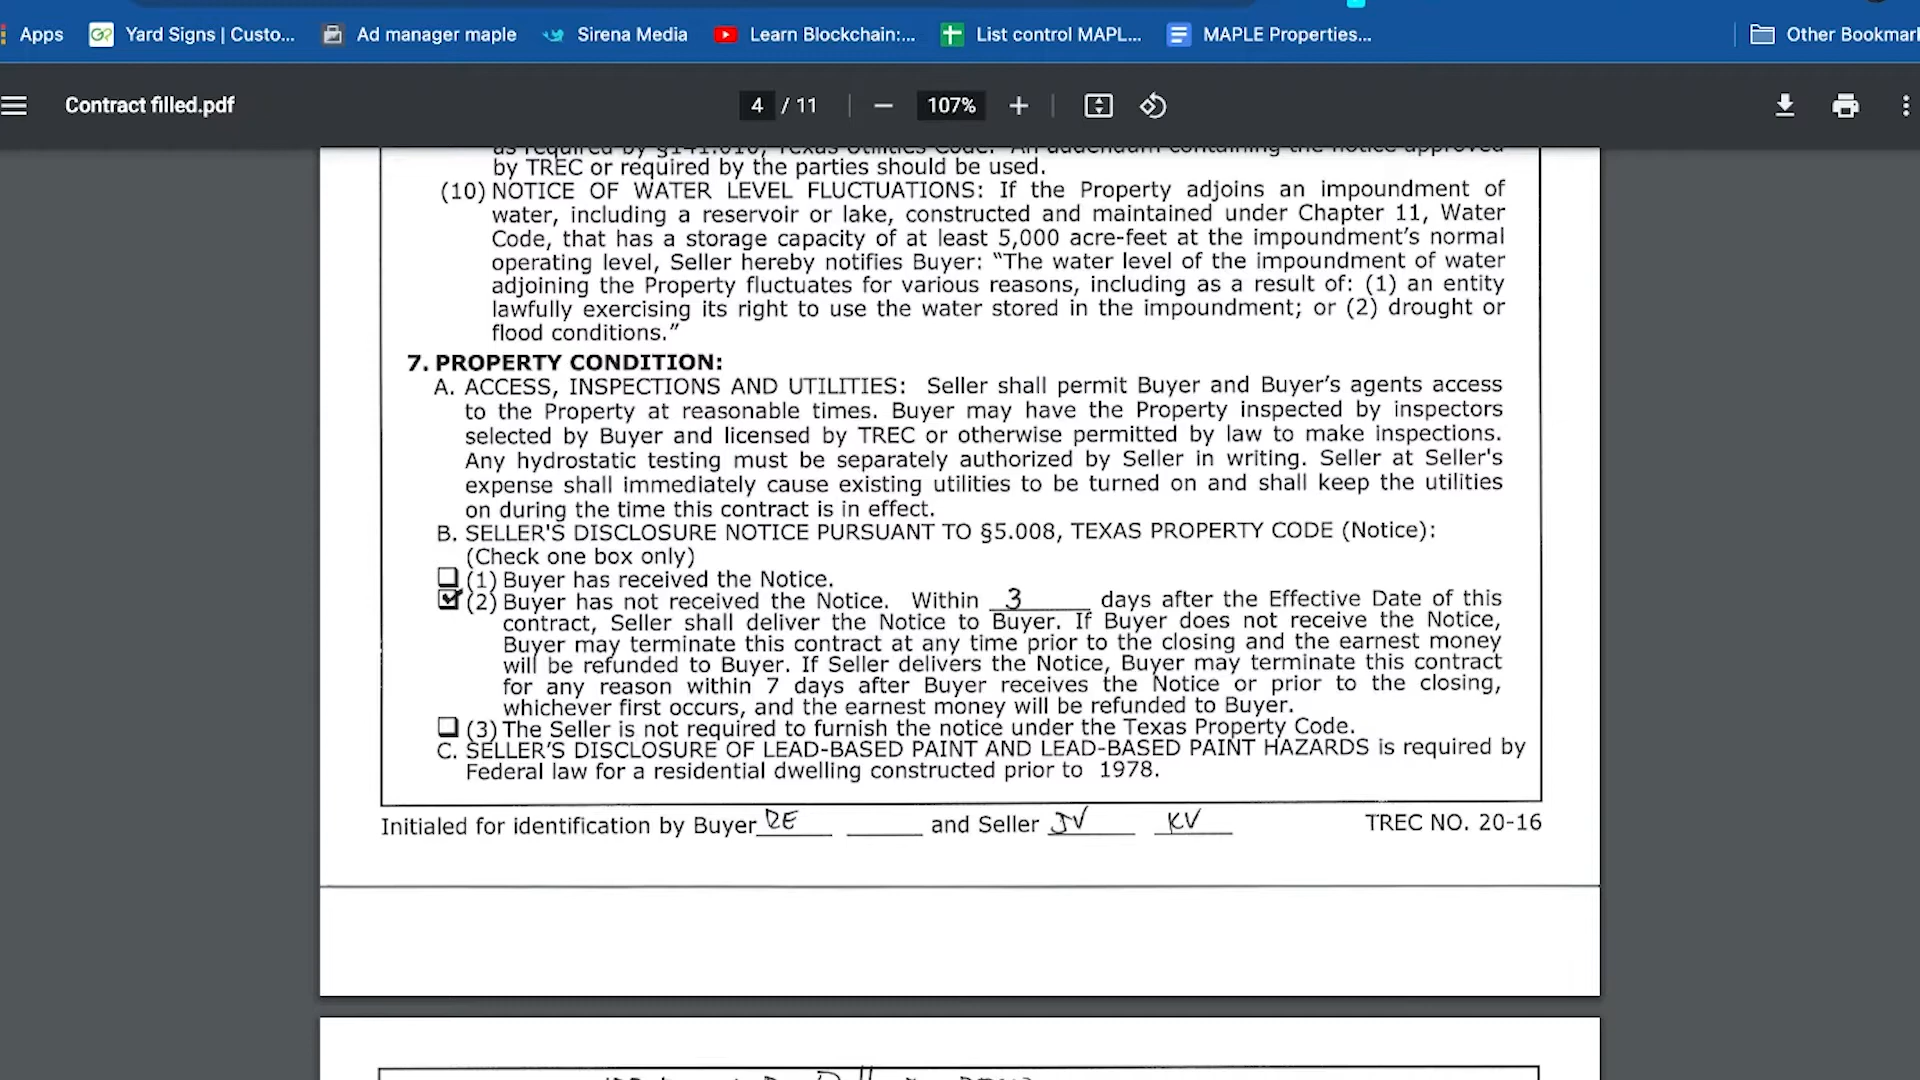 Apps Yard Signs | Custo... Ad manager maple Sirena Media Learn Blockchain:... List control MAPL... MAPLE Properties... Other Bookmar
Contract filled.pdf 4 / 11 107%
as required by §141.010, Texas Utilities Code. An addendum containing the notice approved
by TREC or required by the parties should be used.
(10) NOTICE OF WATER LEVEL FLUCTUATIONS: If the Property adjoins an impoundment of
water, including a reservoir or lake, constructed and maintained under Chapter 11, Water
Code, that has a storage capacity of at least 5,000 acre-feet at the impoundment's normal
operating level, Seller hereby notifies Buyer: "The water level of the impoundment of water
adjoining the Property fluctuates for various reasons, including as a result of: (1) an entity
lawfully exercising its right to use the water stored in the impoundment; or (2) drought or
flood conditions."
7. PROPERTY CONDITION:
A. ACCESS, INSPECTIONS AND UTILITIES: Seller shall permit Buyer and Buyer's agents access
to the Property at reasonable times. Buyer may have the Property inspected by inspectors
selected by Buyer and licensed by TREC or otherwise permitted by law to make inspections.
Any hydrostatic testing must be separately authorized by Seller in writing. Seller at Seller's
expense shall immediately cause existing utilities to be turned on and shall keep the utilities
on during the time this contract is in effect.
B. SELLER'S DISCLOSURE NOTICE PURSUANT TO §5.008, TEXAS PROPERTY CODE (Notice):
(Check one box only)
(1) Buyer has received the Notice.
(2) Buyer has not received the Notice. Within 3 days after the Effective Date of this
contract, Seller shall deliver the Notice to Buyer. If Buyer does not receive the Notice,
Buyer may terminate this contract at any time prior to the closing and the earnest money
will be refunded to Buyer. If Seller delivers the Notice, Buyer may terminate this contract
for any reason within 7 days after Buyer receives the Notice or prior to the closing,
whichever first occurs, and the earnest money will be refunded to Buyer.
(3) The Seller is not required to furnish the notice under the Texas Property Code.
C. SELLER'S DISCLOSURE OF LEAD-BASED PAINT AND LEAD-BASED PAINT HAZARDS is required by
Federal law for a residential dwelling constructed prior to 1978.
Initialed for identification by Buyer RE and Seller JV KV TREC NO. 20-16